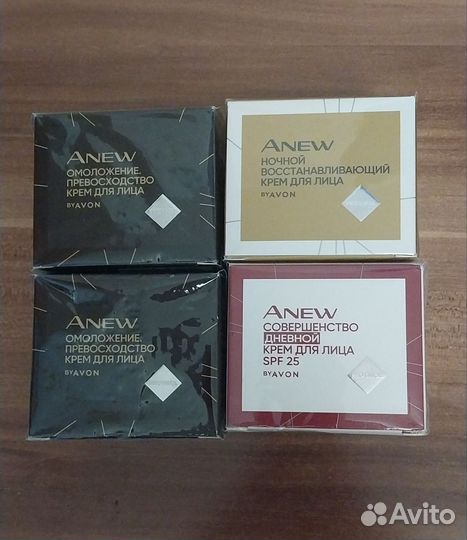 ANEW
ОМОЛОЖЕНИЕ.
ПРЕВОСХОДСТВО
КРЕМ ДЛЯ ЛИЦА
BY AVON
ANEW
НОЧНОЙ
ВОССТАНАВЛИВАЮЩИЙ
КРЕМ ДЛЯ ЛИЦА
BY AVON
ANEW
ОМОЛОЖЕНИЕ.
ПРЕВОСХОДСТВО
КРЕМ ДЛЯ ЛИЦА
BY AVON
ANEW
СОВЕРШЕНСТВО
ДНЕВНОЙ
КРЕМ ДЛЯ ЛИЦА
SPF 25
BY AVON
Avito